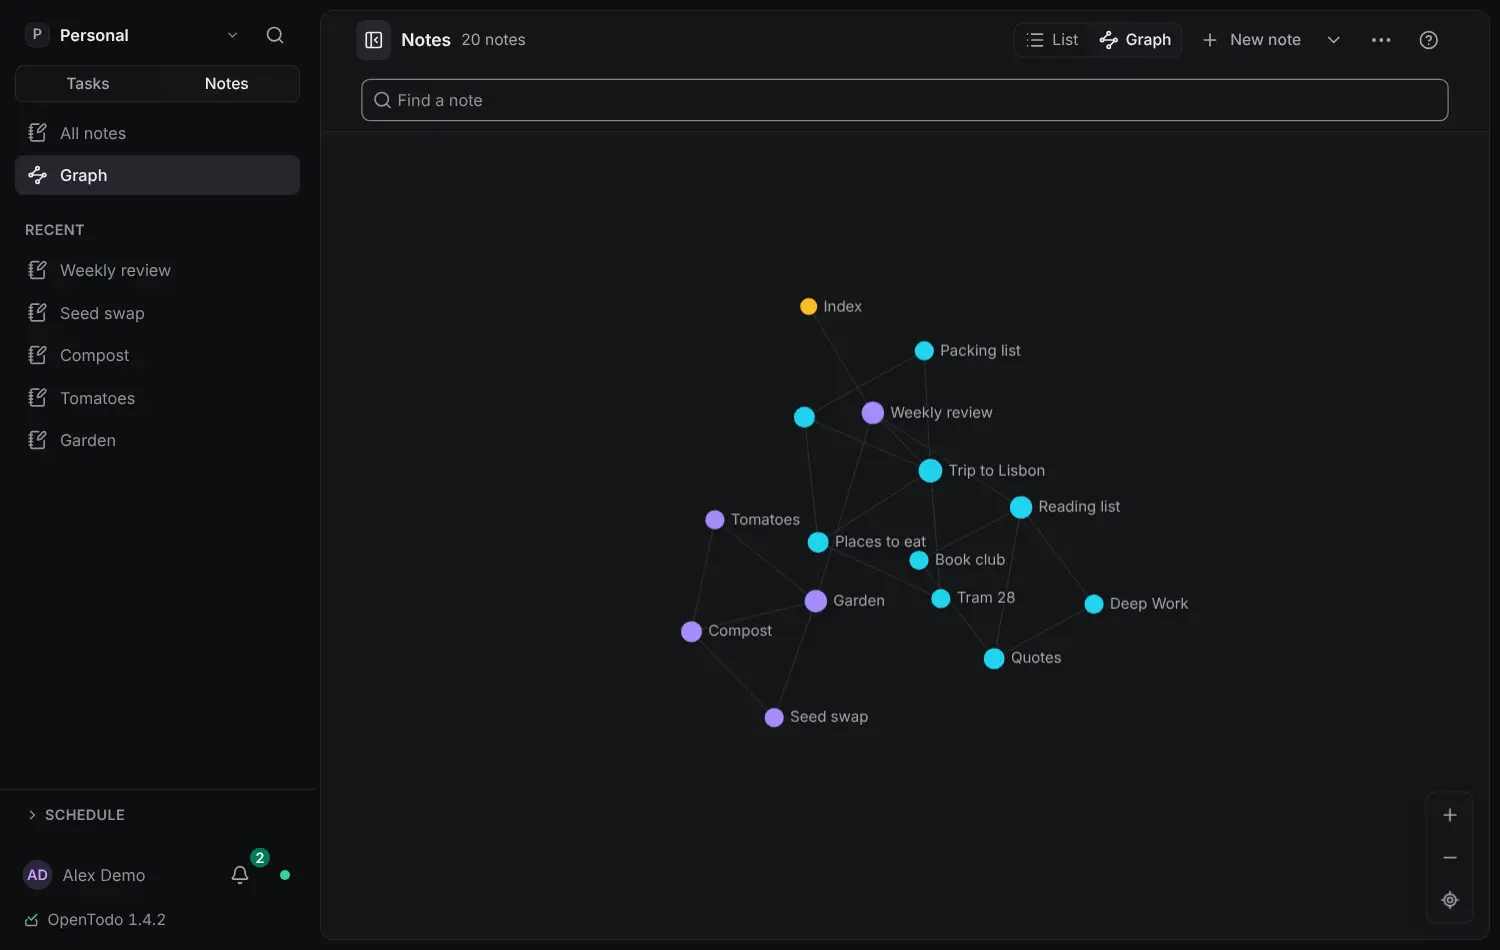 P Personal
Tasks Notes
All notes
Graph
RECENT
Weekly review
Seed swap
Compost
Tomatoes
Garden
SCHEDULE
AD Alex Demo 2
OpenTodo 1.4.2
Notes 20 notes
List Graph New note
Find a note
Index
Packing list
Weekly review
Trip to Lisbon
Reading list
Tomatoes
Places to eat
Book club
Tram 28
Garden
Deep Work
Compost
Quotes
Seed swap